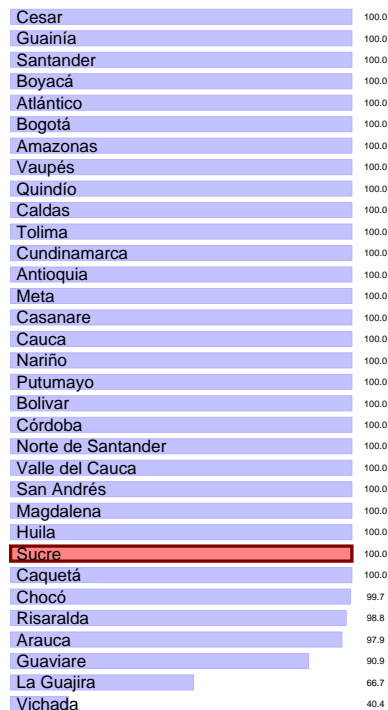 Cesar 100.0
Guainía 100.0
Santander 100.0
Boyacá 100.0
Atlántico 100.0
Bogotá 100.0
Amazonas 100.0
Vaupés 100.0
Quindío 100.0
Caldas 100.0
Tolima 100.0
Cundinamarca 100.0
Antioquia 100.0
Meta 100.0
Casanare 100.0
Cauca 100.0
Nariño 100.0
Putumayo 100.0
Bolivar 100.0
Córdoba 100.0
Norte de Santander 100.0
Valle del Cauca 100.0
San Andrés 100.0
Magdalena 100.0
Huila 100.0
Sucre 100.0
Caquetá 100.0
Chocó 99.7
Risaralda 98.8
Arauca 97.9
Guaviare 90.9
La Guajira 66.7
Vichada 40.4